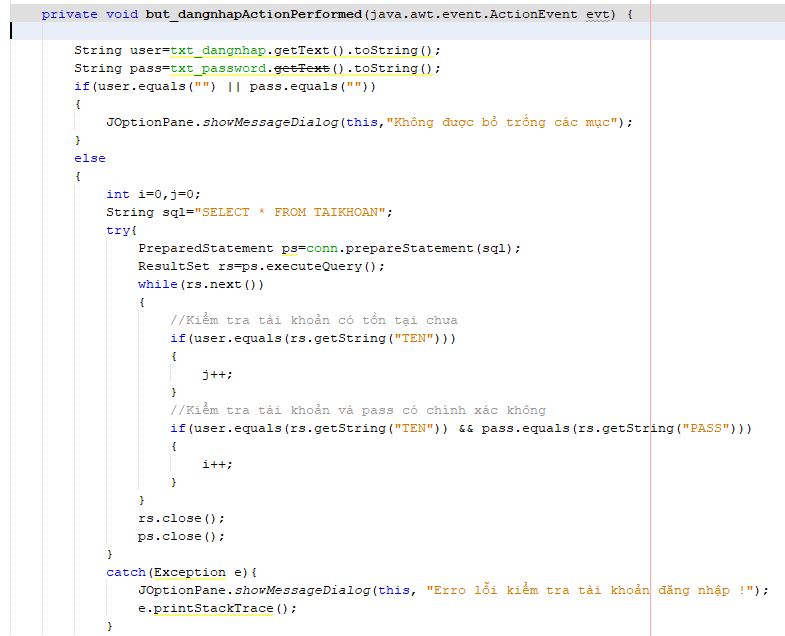 private void but_dangnhapActionPerformed(java.awt.event.ActionEvent evt) {
String user=txt_dangnhap.getText().toString();
String pass=txt_password.getText().toString();
if(user.equals("") || pass.equals(""))
{
JOptionPane.showMessageDialog(this,"Không được bỏ trống các mục");
}
else
{
int i=0,j=0;
String sql="SELECT * FROM TAIKHOAN";
try{
PreparedStatement ps=conn.prepareStatement(sql);
ResultSet rs=ps.executeQuery();
while(rs.next())
{
//Kiểm tra tài khoản có tồn tại chưa
if(user.equals(rs.getString("TEN")))
{
j++;
}
//Kiểm tra tài khoản và pass có chính xác không
if(user.equals(rs.getString("TEN")) && pass.equals(rs.getString("PASS")))
{
i++;
}
}
rs.close();
ps.close();
}
catch(Exception e){
JOptionPane.showMessageDialog(this, "Erro lỗi kiểm tra tài khoản đăng nhập !");
e.printStackTrace();
}